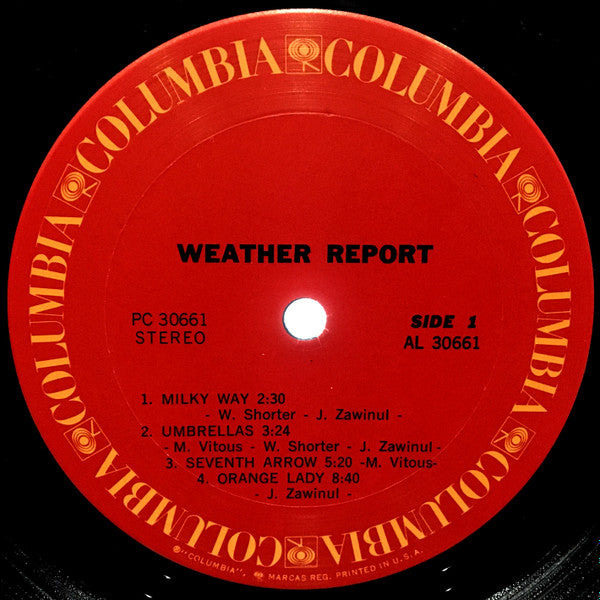 COLUMBIA COLUMBIA COLUMBIA COLUMBIA COLUMBIA COLUMBIA
WEATHER REPORT
PC 30661
STEREO
SIDE 1
AL 30661
1. MILKY WAY 2:30
- W. Shorter - J. Zawinul -
2. UMBRELLAS 3:24
- M. Vitous - W. Shorter - J. Zawinul -
3. SEVENTH ARROW 5:20 -M. Vitous-
4. ORANGE LADY 8:40
- J. Zawinul -
℗"COLUMBIA", MARCAS REG. PRINTED IN U.S.A.